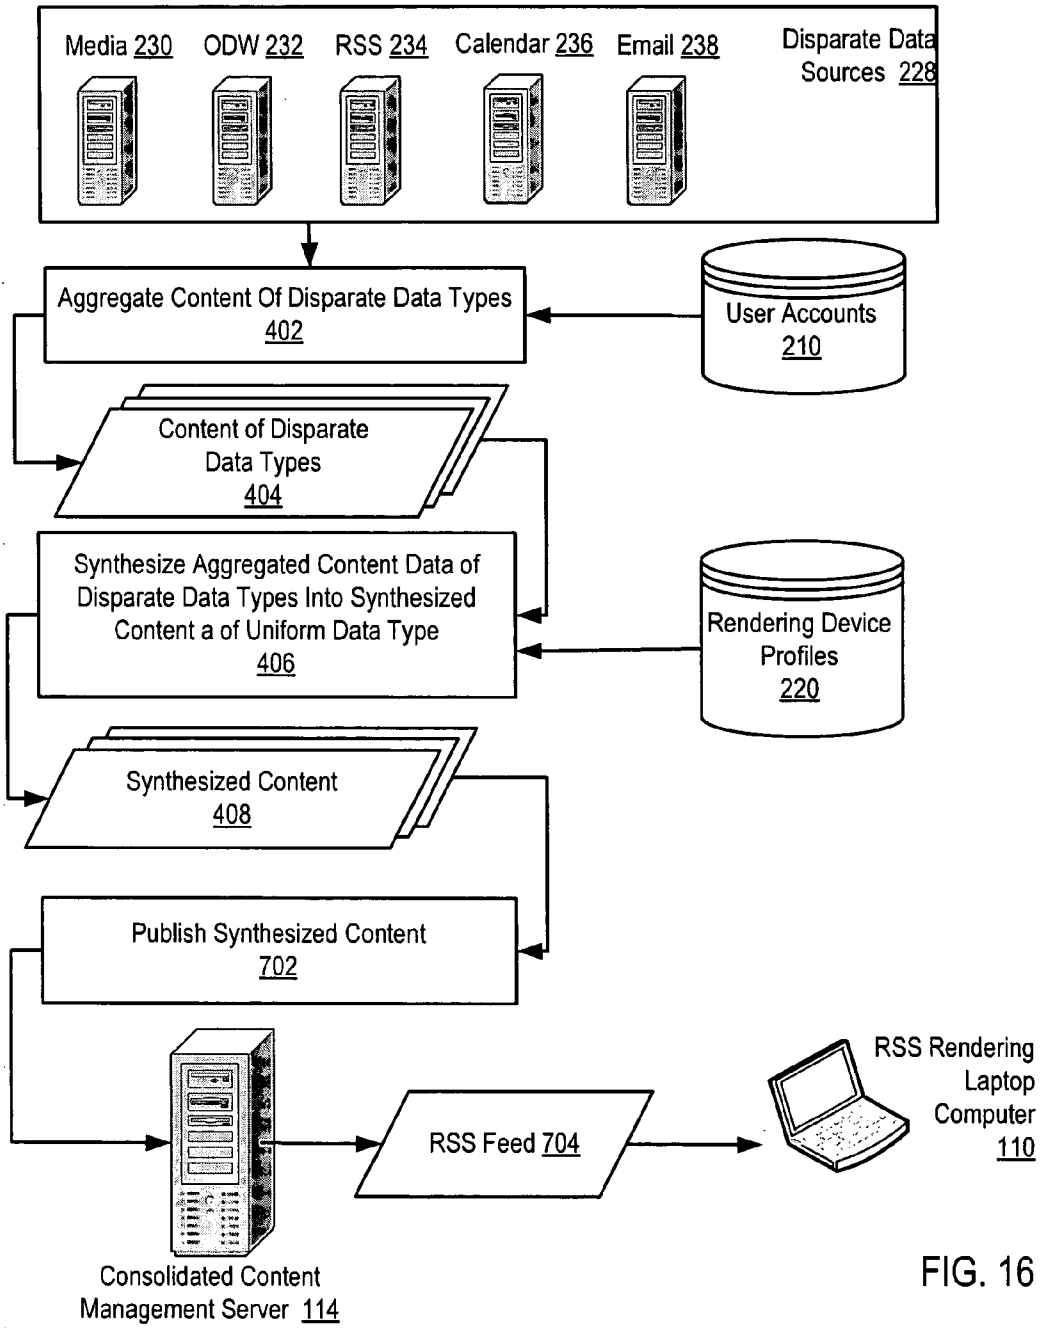 Media 230
ODW 232
RSS 234
Calendar 236
Email 238
Disparate Data
Sources 228
Aggregate Content Of Disparate Data Types
402
User Accounts
210
Content of Disparate
Data Types
404
Synthesize Aggregated Content Data of
Disparate Data Types Into Synthesized
Content a of Uniform Data Type
406
Rendering Device
Profiles
220
Synthesized Content
408
Publish Synthesized Content
702
RSS Rendering
Laptop
Computer
110
RSS Feed 704
Consolidated Content
Management Server 114
FIG. 16